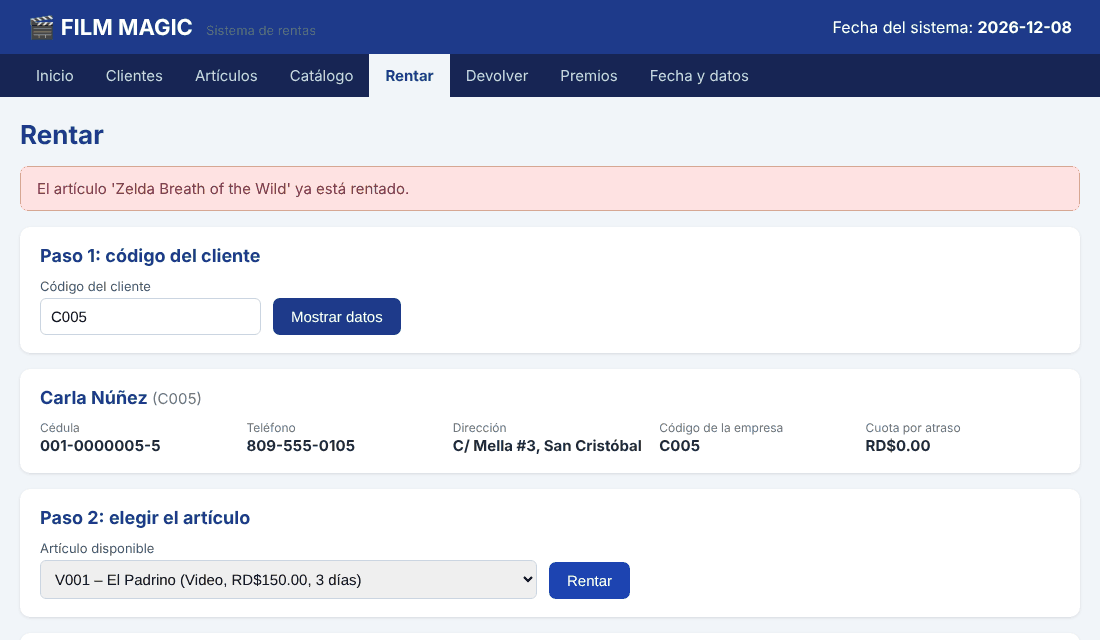 🎬 FILM MAGIC Sistema de rentas
Fecha del sistema: 2026-12-08
Inicio Clientes Artículos Catálogo Rentar Devolver Premios Fecha y datos
Rentar
El artículo 'Zelda Breath of the Wild' ya está rentado.
Paso 1: código del cliente
Código del cliente
C005 Mostrar datos
Carla Núñez (C005)
Cédula Teléfono Dirección Código de la empresa Cuota por atraso
001-0000005-5 809-555-0105 C/ Mella #3, San Cristóbal C005 RD$0.00
Paso 2: elegir el artículo
Artículo disponible
V001 – El Padrino (Video, RD$150.00, 3 días) Rentar